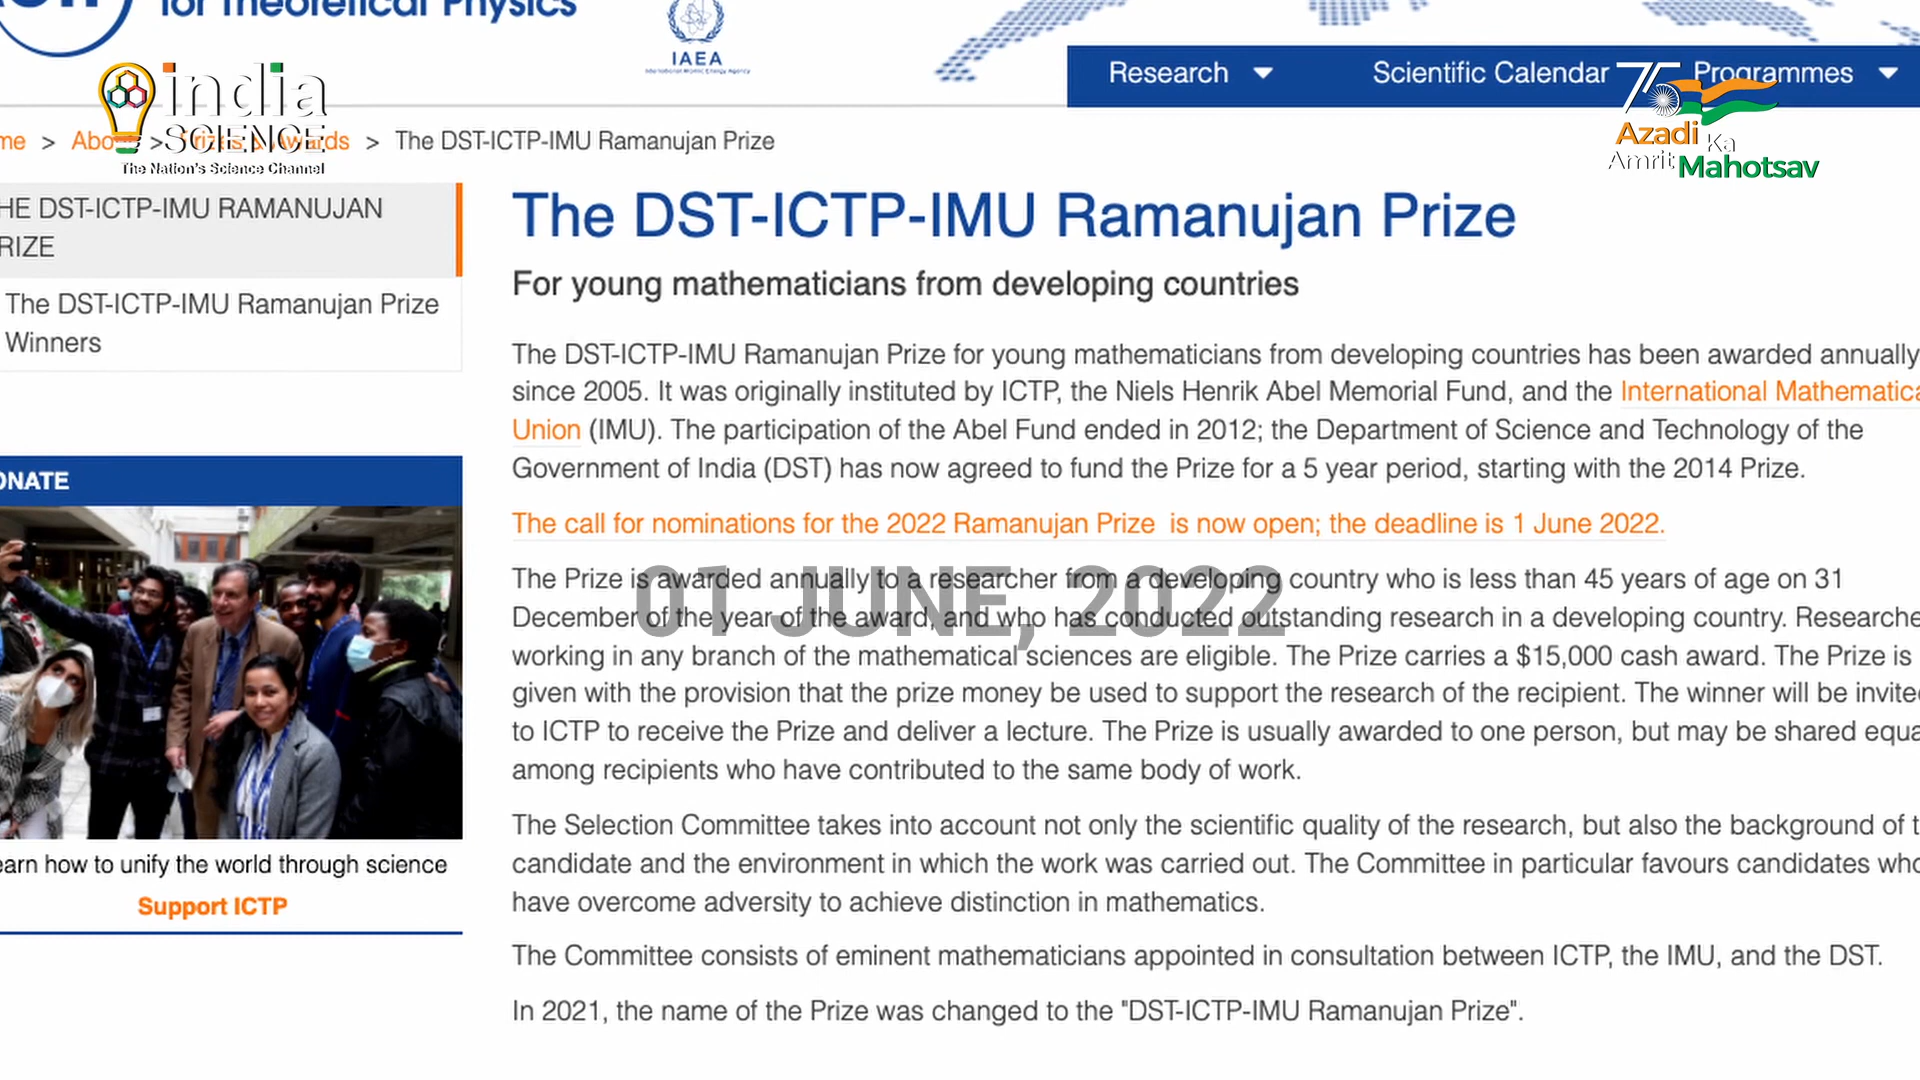 for Theoretical Physics
IAEA
International Atomic Energy Agency
Research
Scientific Calendar
Programmes
india
SCIENCE
The Nation's Science Channel
75
Azadi
Ka
Amrit Mahotsav
> > > The DST-ICTP-IMU Ramanujan Prize
DST-ICTP-IMU RAMANUJAN
The DST-ICTP-IMU Ramanujan Prize
Winners
The DST-ICTP-IMU Ramanujan Prize
For young mathematicians from developing countries
The DST-ICTP-IMU Ramanujan Prize for young mathematicians from developing countries has been awarded annually
since 2005. It was originally instituted by ICTP, the Niels Henrik Abel Memorial Fund, and the International
Union (IMU). The participation of the Abel Fund ended in 2012; the Department of Science and Technology of the
Government of India (DST) has now agreed to fund the Prize for a 5 year period, starting with the 2014 Prize.
The call for nominations for the 2022 Ramanujan Prize is now open; the deadline is 1 June 2022.
The Prize is awarded annually to a researcher from a developing country who is less than 45 years of age on 31
December of the year of the award, and who has conducted outstanding research in a developing country.
working in any branch of the mathematical sciences are eligible. The Prize carries a $15,000 cash award. The Prize is
given with the provision that the prize money be used to support the research of the recipient. The winner will be
to ICTP to receive the Prize and deliver a lecture. The Prize is usually awarded to one person, but may be shared
among recipients who have contributed to the same body of work.
01 JUNE, 2022
The Selection Committee takes into account not only the scientific quality of the research, but also the background of
candidate and the environment in which the work was carried out. The Committee in particular favours candidates
have overcome adversity to achieve distinction in mathematics.
The Committee consists of eminent mathematicians appointed in consultation between ICTP, the IMU, and the DST.
In 2021, the name of the Prize was changed to the "DST-ICTP-IMU Ramanujan Prize".
how to unify the world through science
Support ICTP